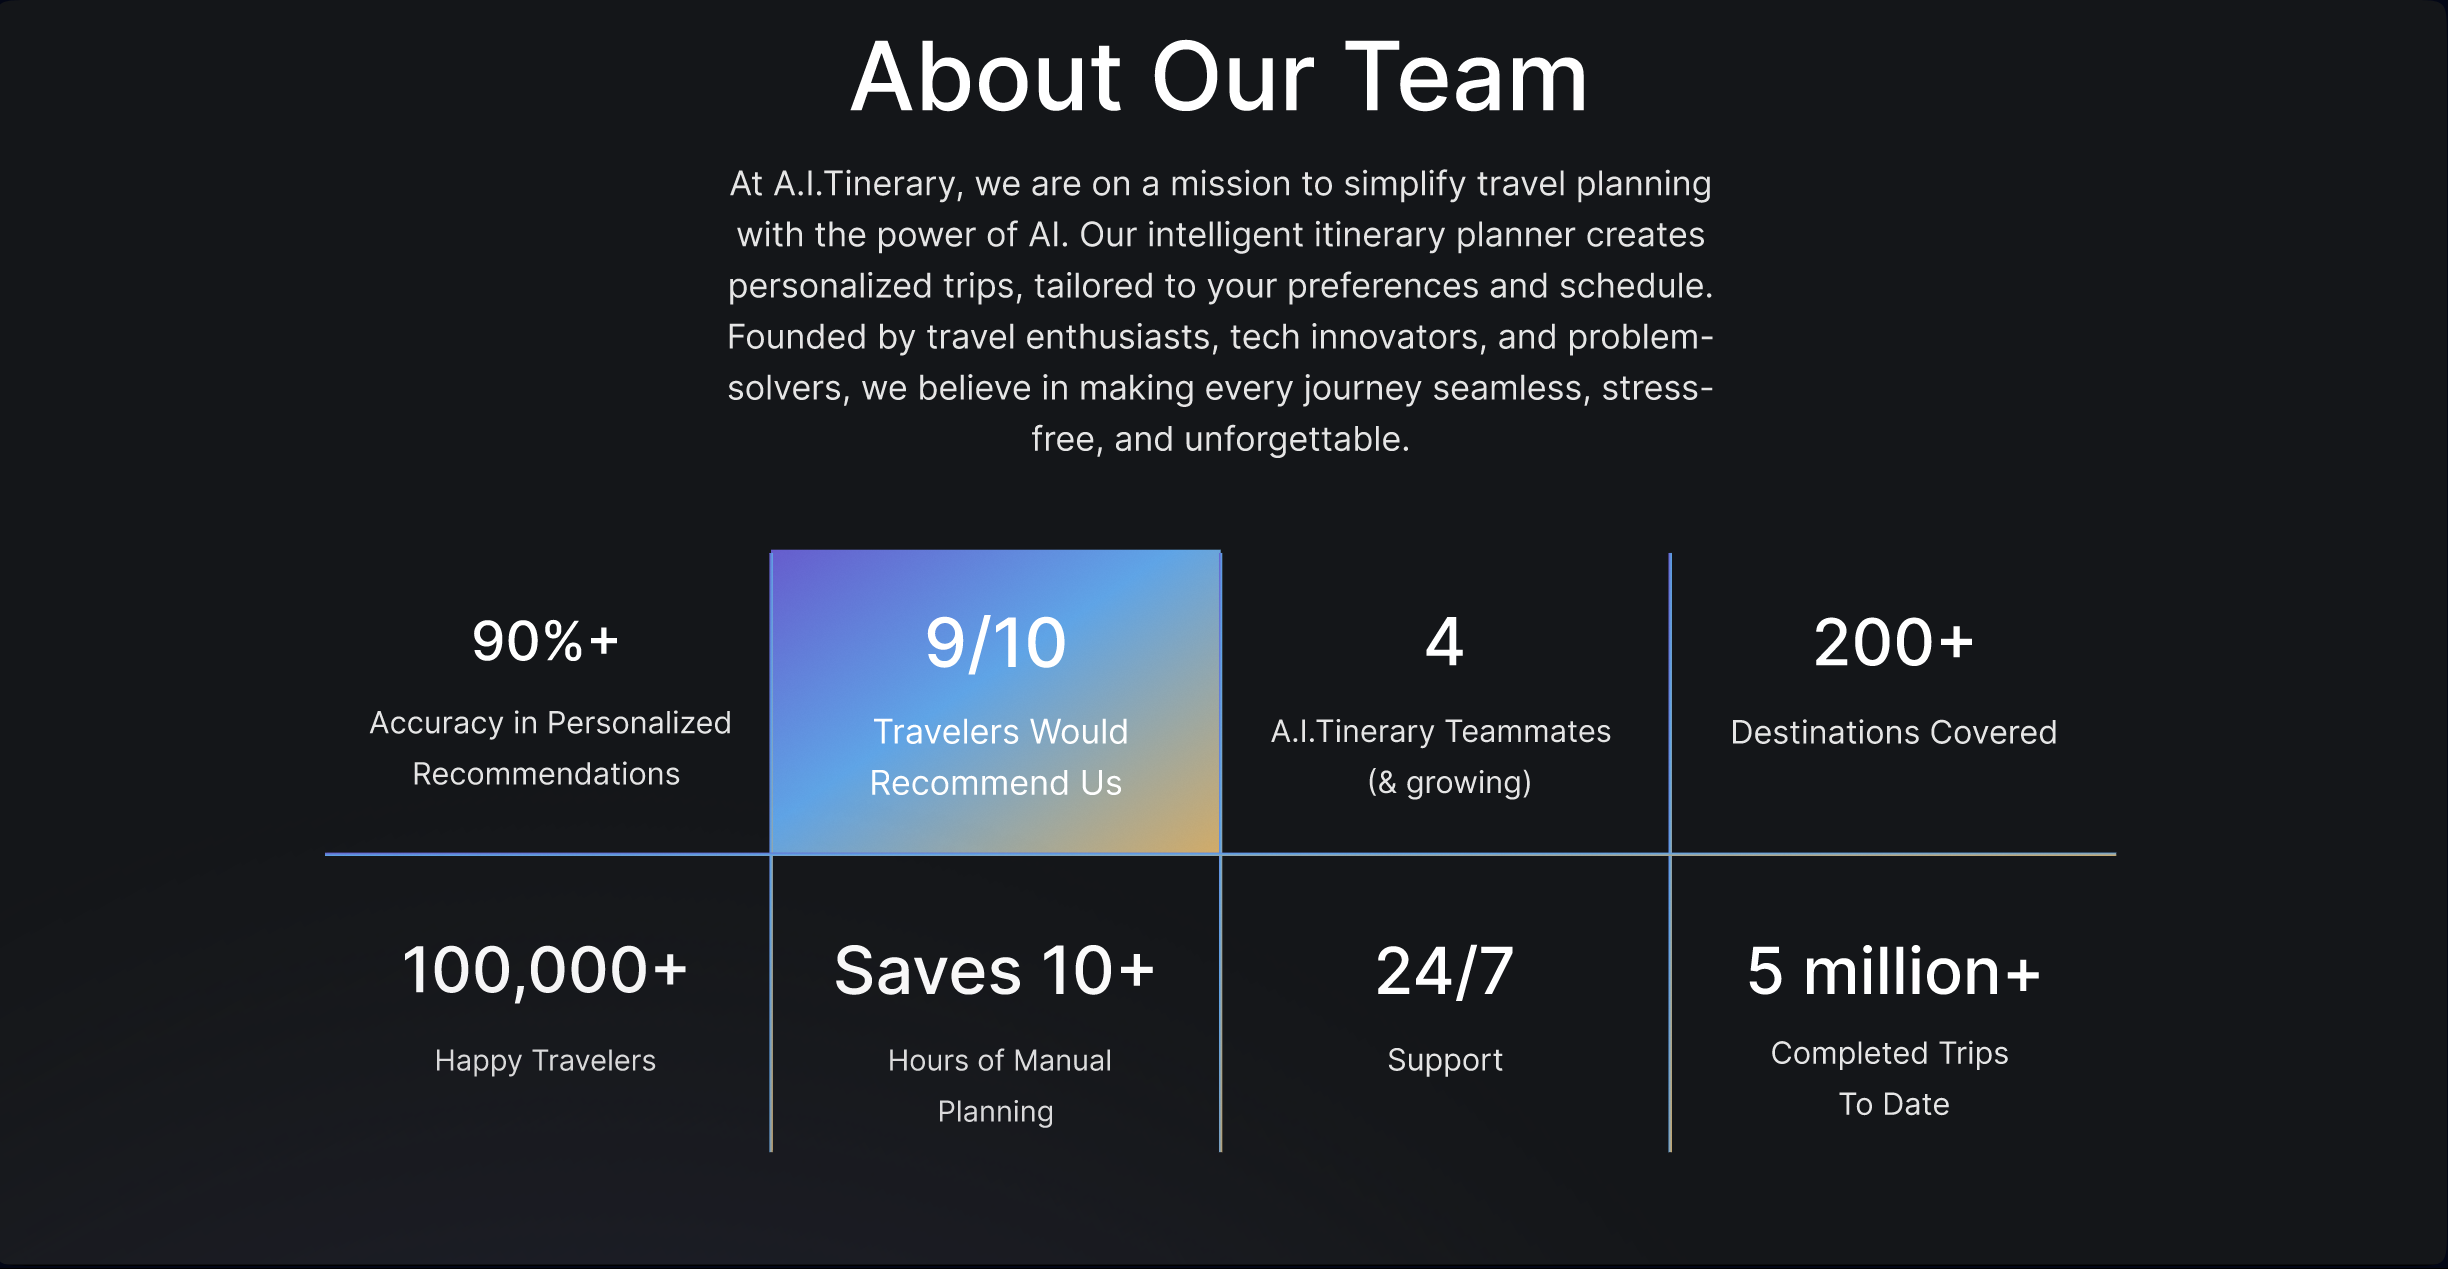 About Our Team
At A.I.Tinerary, we are on a mission to simplify travel planning
with the power of AI. Our intelligent itinerary planner creates
personalized trips, tailored to your preferences and schedule.
Founded by travel enthusiasts, tech innovators, and problem-
solvers, we believe in making every journey seamless, stress-
free, and unforgettable.
90%+
Accuracy in Personalized
Recommendations
9/10
Travelers Would
Recommend Us
4
A.I.Tinerary Teammates
(& growing)
200+
Destinations Covered
100,000+
Happy Travelers
Saves 10+
Hours of Manual
Planning
24/7
Support
5 million+
Completed Trips
To Date